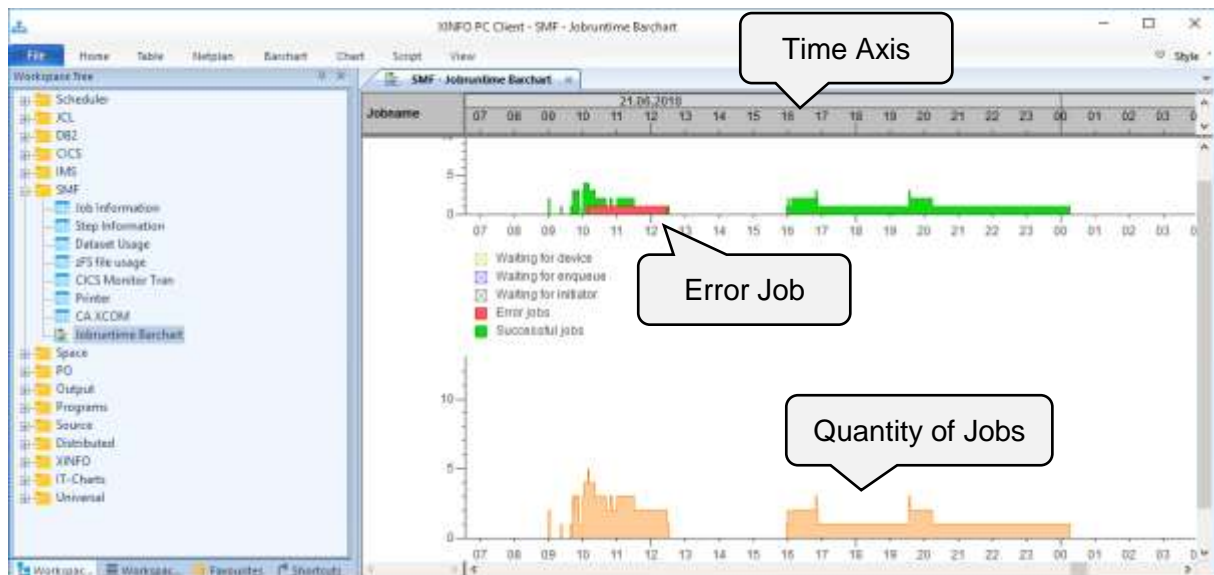 XINFO PC Client - SMF - Jobruntime Barchart
File Home Table Netplan Barchart Chart Script View Style
Workspace Tree
SMF - Jobruntime Barchart
Time Axis
Scheduler
JCL
DB2
CICS
IMS
SMF
Job Information
Step Information
Dataset Usage
zFS file usage
CICS Monitor Tran
Printer
CA XCOM
Jobruntime Barchart
Space
PO
Output
Programs
Source
Distributed
XINFO
IT-Charts
Universal
Workspac... Workspac... Favourites Shortcuts
Jobname
21.06.2018
07 08 09 10 11 12 13 14 15 16 17 18 19 20 21 22 23 00 01 02 03 0
5
0
07 08 09 10 11 12 13 14 15 16 17 18 19 20 21 22 23 00 01 02 03 0
Waiting for device
Waiting for enqueue
Waiting for initiator
Error jobs
Successful jobs
Error Job
Quantity of Jobs
10
5
0
07 08 09 10 11 12 13 14 15 16 17 18 19 20 21 22 23 00 01 02 03 0